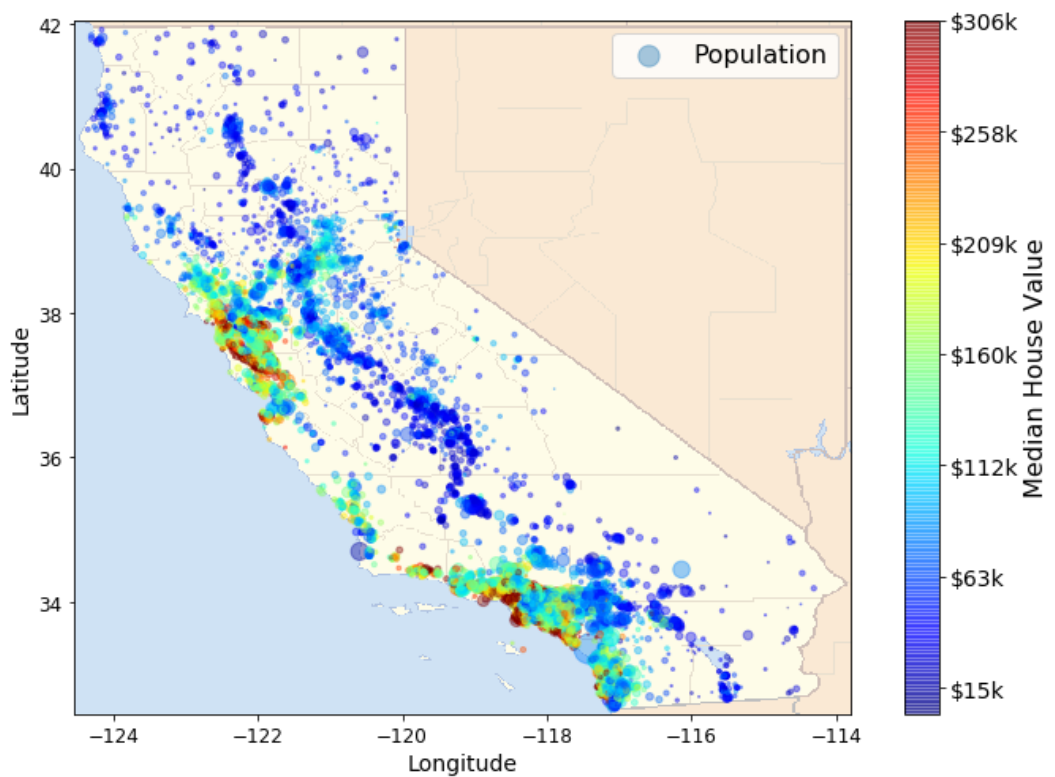 42
40
38
36
34
Latitude
−124
−122
−120
−118
−116
−114
Longitude
Population
$306k
$258k
$209k
$160k
$112k
$63k
$15k
Median House Value